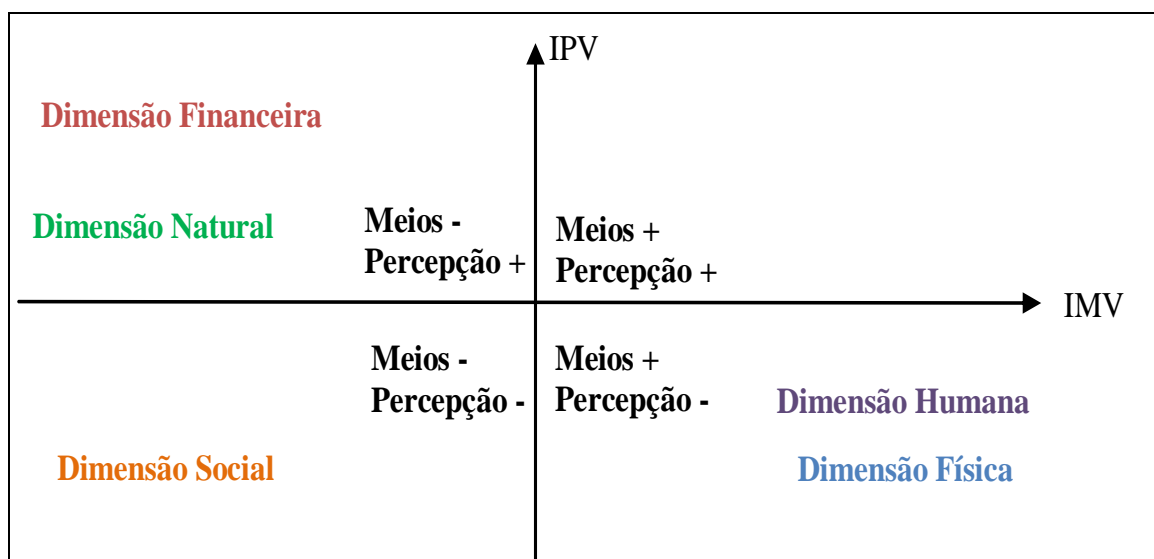 IPV
Dimensão Financeira
Dimensão Natural
Meios -
Percepção +
Meios +
Percepção +
IMV
Meios -
Percepção -
Meios +
Percepção -
Dimensão Humana
Dimensão Social
Dimensão Física